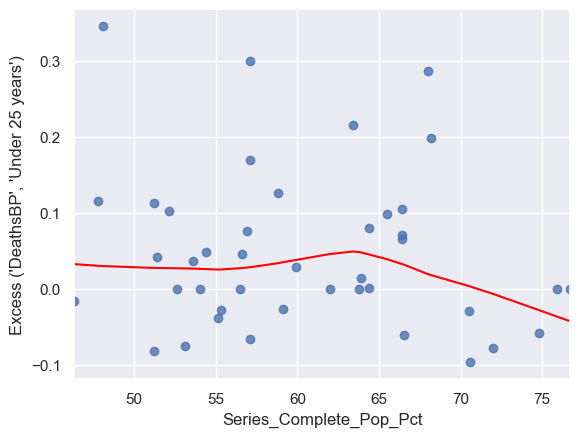 Excess ('DeathsBP', 'Under 25 years')
0.3
0.2
0.1
0.0
−0.1
50 55 60 65 70 75
Series_Complete_Pop_Pct